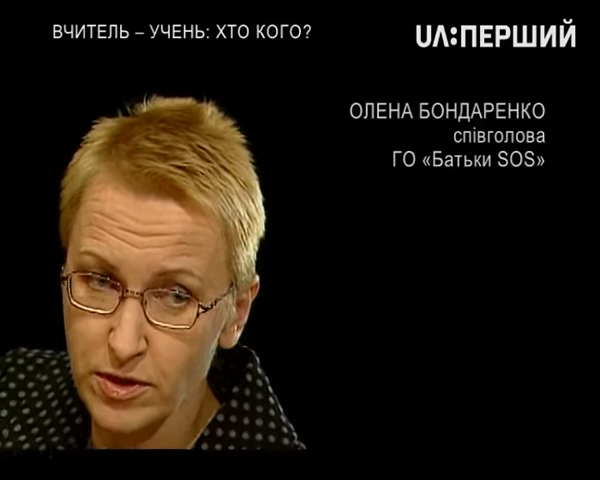 ВЧИТЕЛЬ – УЧЕНЬ: ХТО КОГО?
UA:ПЕРШИЙ
ОЛЕНА БОНДАРЕНКО
співголова
ГО «Батьки SOS»